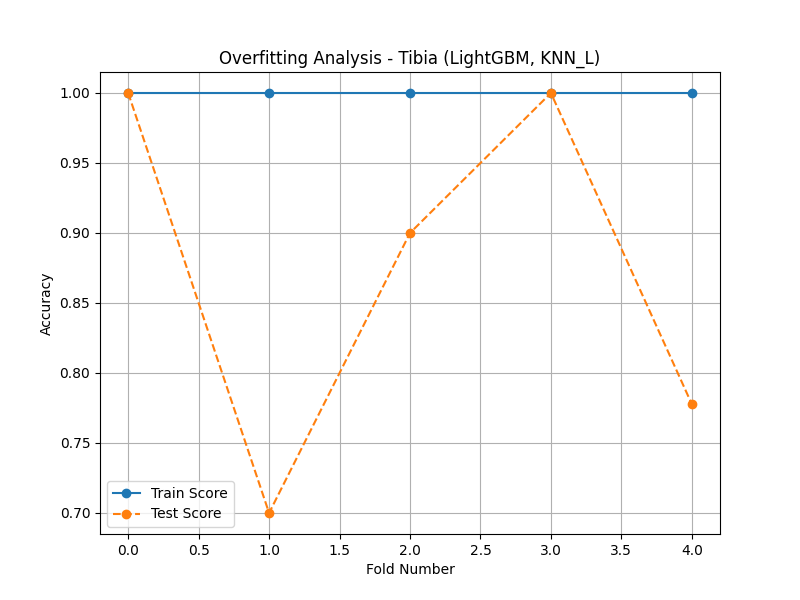 Overfitting Analysis - Tibia (LightGBM, KNN_L)
1.00
0.95
0.90
0.85
0.80
0.75
0.70
Accuracy
Train Score
Test Score
0.0 0.5 1.0 1.5 2.0 2.5 3.0 3.5 4.0
Fold Number